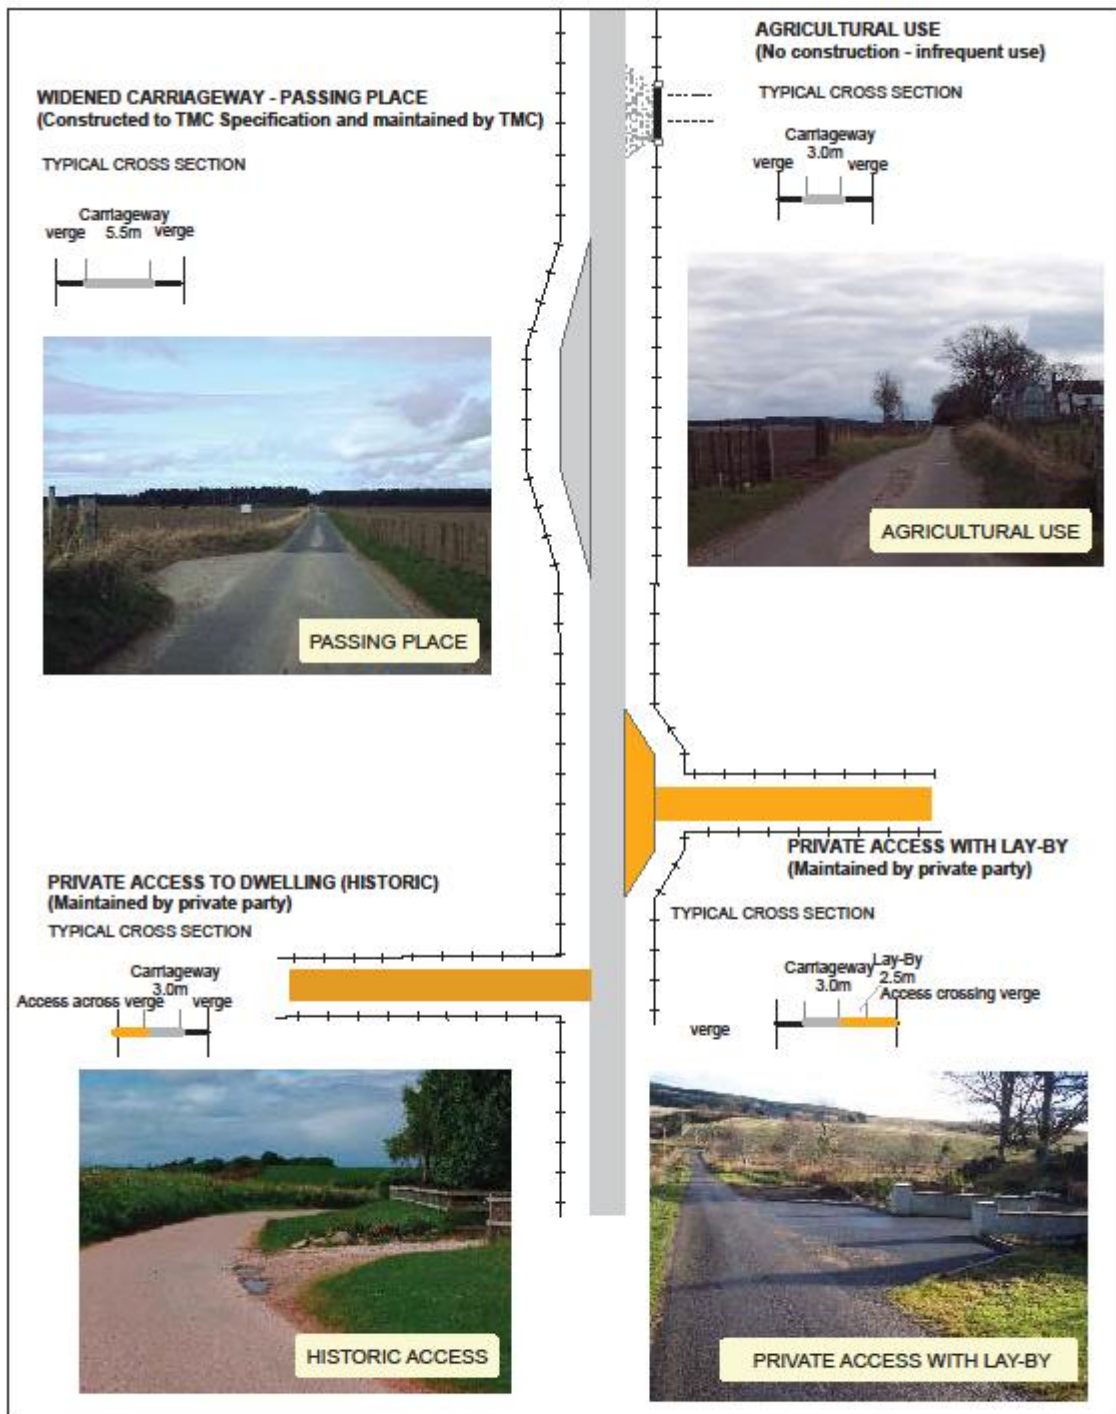 WIDENED CARRIAGEWAY - PASSING PLACE
(Constructed to TMC Specification and maintained by TMC)
TYPICAL CROSS SECTION
Carriageway
verge 5.5m verge
PASSING PLACE
AGRICULTURAL USE
(No construction - infrequent use)
TYPICAL CROSS SECTION
Carriageway
3.0m
verge verge
AGRICULTURAL USE
PRIVATE ACCESS TO DWELLING (HISTORIC)
(Maintained by private party)
TYPICAL CROSS SECTION
Carriageway
3.0m
Access across verge verge
HISTORIC ACCESS
PRIVATE ACCESS WITH LAY-BY
(Maintained by private party)
TYPICAL CROSS SECTION
Carriageway Lay-By
3.0m 2.5m
Access crossing verge
verge
PRIVATE ACCESS WITH LAY-BY